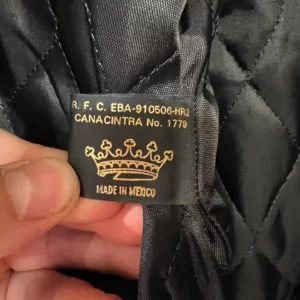 R. F. C. EBA-910506-HR2
CANACINTRA No. 1779
MADE IN MEXICO